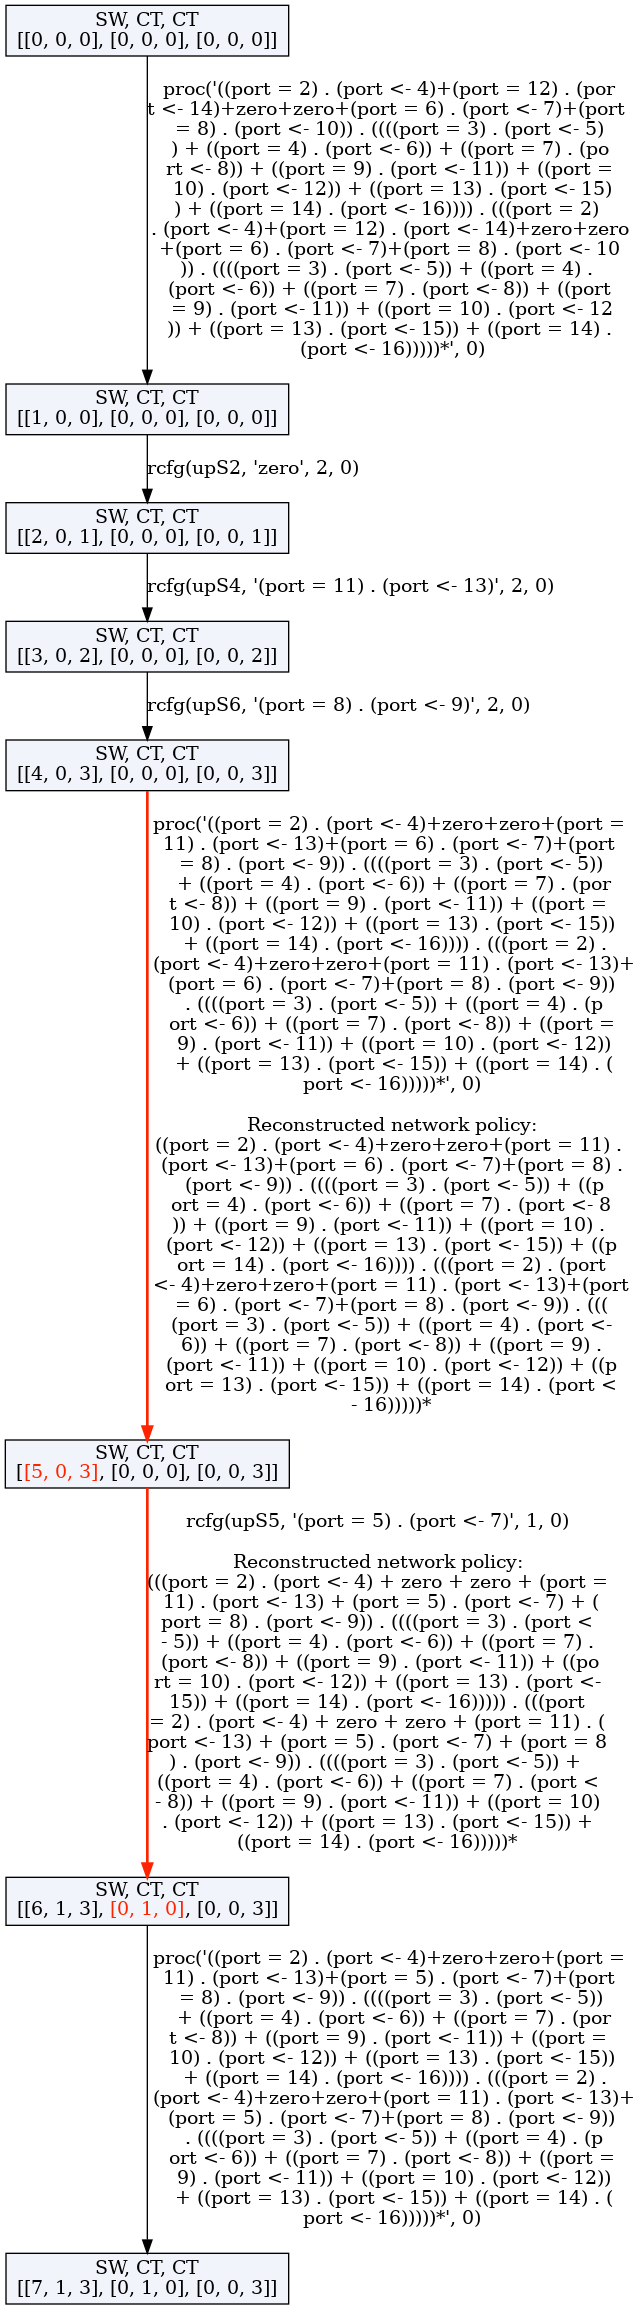 SW, CT, CT
[[0, 0, 0], [0, 0, 0], [0, 0, 0]]
proc('((port = 2) . (port <- 4)+(port = 12) . (por
t <- 14)+zero+zero+(port = 6) . (port <- 7)+(port
= 8) . (port <- 10)) . ((((port = 3) . (port <- 5)
) + ((port = 4) . (port <- 6)) + ((port = 7) . (po
rt <- 8)) + ((port = 9) . (port <- 11)) + ((port =
10) . (port <- 12)) + ((port = 13) . (port <- 15)
) + ((port = 14) . (port <- 16)))) . (((port = 2)
. (port <- 4)+(port = 12) . (port <- 14)+zero+zero
+(port = 6) . (port <- 7)+(port = 8) . (port <- 10
)) . ((((port = 3) . (port <- 5)) + ((port = 4) .
(port <- 6)) + ((port = 7) . (port <- 8)) + ((port
= 9) . (port <- 11)) + ((port = 10) . (port <- 12
)) + ((port = 13) . (port <- 15)) + ((port = 14) .
(port <- 16)))))*', 0)
SW, CT, CT
[[1, 0, 0], [0, 0, 0], [0, 0, 0]]
rcfg(upS2, 'zero', 2, 0)
SW, CT, CT
[[2, 0, 1], [0, 0, 0], [0, 0, 1]]
rcfg(upS4, '(port = 11) . (port <- 13)', 2, 0)
SW, CT, CT
[[3, 0, 2], [0, 0, 0], [0, 0, 2]]
rcfg(upS6, '(port = 8) . (port <- 9)', 2, 0)
SW, CT, CT
[[4, 0, 3], [0, 0, 0], [0, 0, 3]]
proc('((port = 2) . (port <- 4)+zero+zero+(port =
11) . (port <- 13)+(port = 6) . (port <- 7)+(port
= 8) . (port <- 9)) . ((((port = 3) . (port <- 5))
+ ((port = 4) . (port <- 6)) + ((port = 7) . (por
t <- 8)) + ((port = 9) . (port <- 11)) + ((port =
10) . (port <- 12)) + ((port = 13) . (port <- 15))
+ ((port = 14) . (port <- 16)))) . (((port = 2) .
(port <- 4)+zero+zero+(port = 11) . (port <- 13)+
(port = 6) . (port <- 7)+(port = 8) . (port <- 9))
. ((((port = 3) . (port <- 5)) + ((port = 4) . (p
ort <- 6)) + ((port = 7) . (port <- 8)) + ((port =
9) . (port <- 11)) + ((port = 10) . (port <- 12))
+ ((port = 13) . (port <- 15)) + ((port = 14) . (
port <- 16)))))*', 0)
Reconstructed network policy:
((port = 2) . (port <- 4)+zero+zero+(port = 11) .
(port <- 13)+(port = 6) . (port <- 7)+(port = 8) .
(port <- 9)) . ((((port = 3) . (port <- 5)) + ((p
ort = 4) . (port <- 6)) + ((port = 7) . (port <- 8
)) + ((port = 9) . (port <- 11)) + ((port = 10) .
(port <- 12)) + ((port = 13) . (port <- 15)) + ((p
ort = 14) . (port <- 16)))) . (((port = 2) . (port
<- 4)+zero+zero+(port = 11) . (port <- 13)+(port
= 6) . (port <- 7)+(port = 8) . (port <- 9)) . (((
(port = 3) . (port <- 5)) + ((port = 4) . (port <-
6)) + ((port = 7) . (port <- 8)) + ((port = 9) .
(port <- 11)) + ((port = 10) . (port <- 12)) + ((p
ort = 13) . (port <- 15)) + ((port = 14) . (port <
- 16)))))*
SW, CT, CT
[[5, 0, 3], [0, 0, 0], [0, 0, 3]]
rcfg(upS5, '(port = 5) . (port <- 7)', 1, 0)
Reconstructed network policy:
(((port = 2) . (port <- 4) + zero + zero + (port =
11) . (port <- 13) + (port = 5) . (port <- 7) + (
port = 8) . (port <- 9)) . ((((port = 3) . (port <
- 5)) + ((port = 4) . (port <- 6)) + ((port = 7) .
(port <- 8)) + ((port = 9) . (port <- 11)) + ((po
rt = 10) . (port <- 12)) + ((port = 13) . (port <-
15)) + ((port = 14) . (port <- 16))))) . (((port
= 2) . (port <- 4) + zero + zero + (port = 11) . (
port <- 13) + (port = 5) . (port <- 7) + (port = 8
) . (port <- 9)) . ((((port = 3) . (port <- 5)) +
((port = 4) . (port <- 6)) + ((port = 7) . (port <
- 8)) + ((port = 9) . (port <- 11)) + ((port = 10)
. (port <- 12)) + ((port = 13) . (port <- 15)) +
((port = 14) . (port <- 16)))))*
SW, CT, CT
[[6, 1, 3], [0, 1, 0], [0, 0, 3]]
proc('((port = 2) . (port <- 4)+zero+zero+(port =
11) . (port <- 13)+(port = 5) . (port <- 7)+(port
= 8) . (port <- 9)) . ((((port = 3) . (port <- 5))
+ ((port = 4) . (port <- 6)) + ((port = 7) . (por
t <- 8)) + ((port = 9) . (port <- 11)) + ((port =
10) . (port <- 12)) + ((port = 13) . (port <- 15))
+ ((port = 14) . (port <- 16)))) . (((port = 2) .
(port <- 4)+zero+zero+(port = 11) . (port <- 13)+
(port = 5) . (port <- 7)+(port = 8) . (port <- 9))
. ((((port = 3) . (port <- 5)) + ((port = 4) . (p
ort <- 6)) + ((port = 7) . (port <- 8)) + ((port =
9) . (port <- 11)) + ((port = 10) . (port <- 12))
+ ((port = 13) . (port <- 15)) + ((port = 14) . (
port <- 16)))))*', 0)
SW, CT, CT
[[7, 1, 3], [0, 1, 0], [0, 0, 3]]